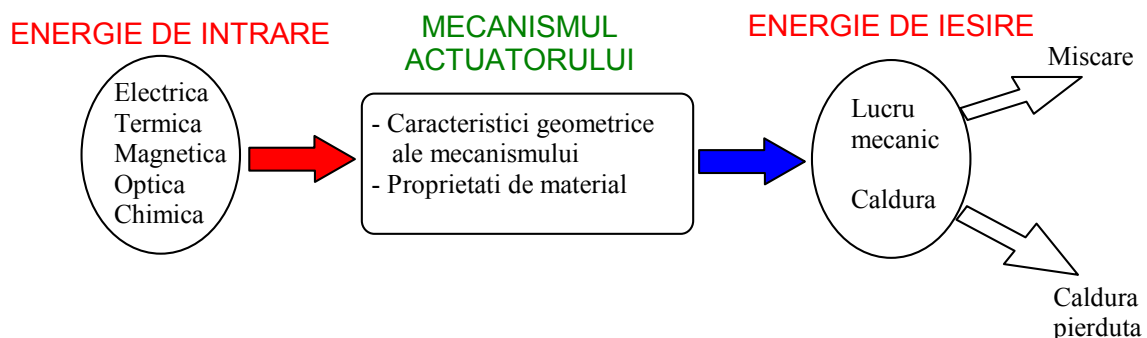 ENERGIE DE INTRARE
Electrica
Termica
Magnetica
Optica
Chimica
MECANISMUL
ACTUATORULUI
- Caracteristici geometrice
ale mecanismului
- Proprietati de material
ENERGIE DE IESIRE
Lucru
mecanic
Caldura
Miscare
Caldura
pierduta